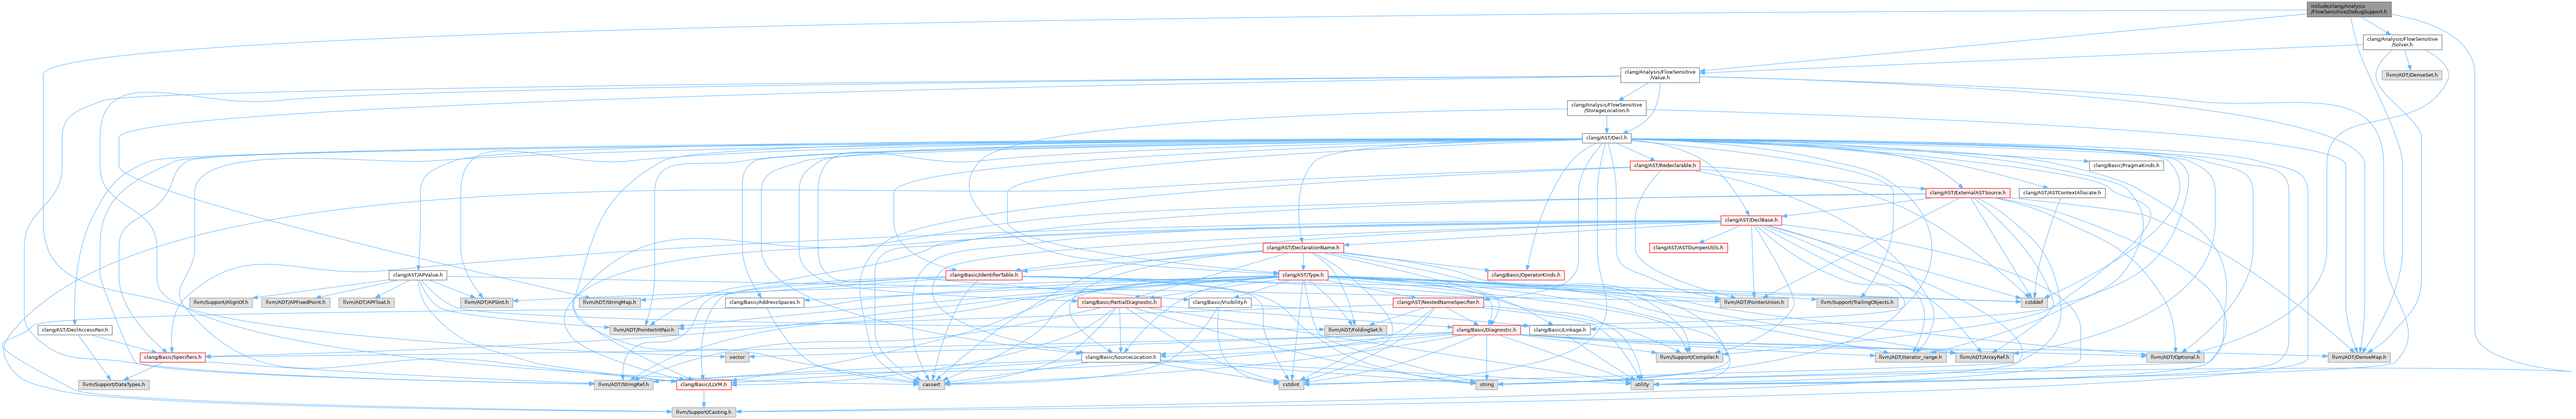 include/clang/Analysis
/FlowSensitive/DebugSupport.h
clang/Analysis/FlowSensitive
/Solver.h
clang/Analysis/FlowSensitive
/Value.h
llvm/ADT/DenseSet.h
clang/Analysis/FlowSensitive
/StorageLocation.h
clang/AST/Decl.h
clang/AST/Redeclarable.h
clang/Basic/PragmaKinds.h
clang/AST/ExternalASTSource.h
clang/AST/ASTContextAllocate.h
clang/AST/DeclBase.h
clang/AST/DeclarationName.h
clang/AST/ASTDumperUtils.h
clang/AST/APValue.h
clang/Basic/IdentifierTable.h
clang/AST/Type.h
clang/Basic/OperatorKinds.h
llvm/Support/AlignOf.h
llvm/ADT/APFixedPoint.h
llvm/ADT/APFloat.h
llvm/ADT/APSInt.h
llvm/ADT/StringMap.h
clang/Basic/AddressSpaces.h
clang/Basic/PartialDiagnostic.h
clang/Basic/Visibility.h
clang/AST/NestedNameSpecifier.h
llvm/ADT/PointerUnion.h
llvm/Support/TrailingObjects.h
cstddef
clang/AST/DeclAccessPair.h
llvm/ADT/PointerIntPair.h
llvm/ADT/FoldingSet.h
clang/Basic/Diagnostic.h
clang/Basic/Linkage.h
clang/Basic/Specifiers.h
vector
clang/Basic/SourceLocation.h
llvm/Support/Compiler.h
llvm/ADT/iterator_range.h
llvm/ADT/ArrayRef.h
llvm/ADT/Optional.h
llvm/ADT/DenseMap.h
llvm/Support/DataTypes.h
llvm/ADT/StringRef.h
clang/Basic/LLVM.h
cassert
cstdint
string
utility
llvm/Support/Casting.h